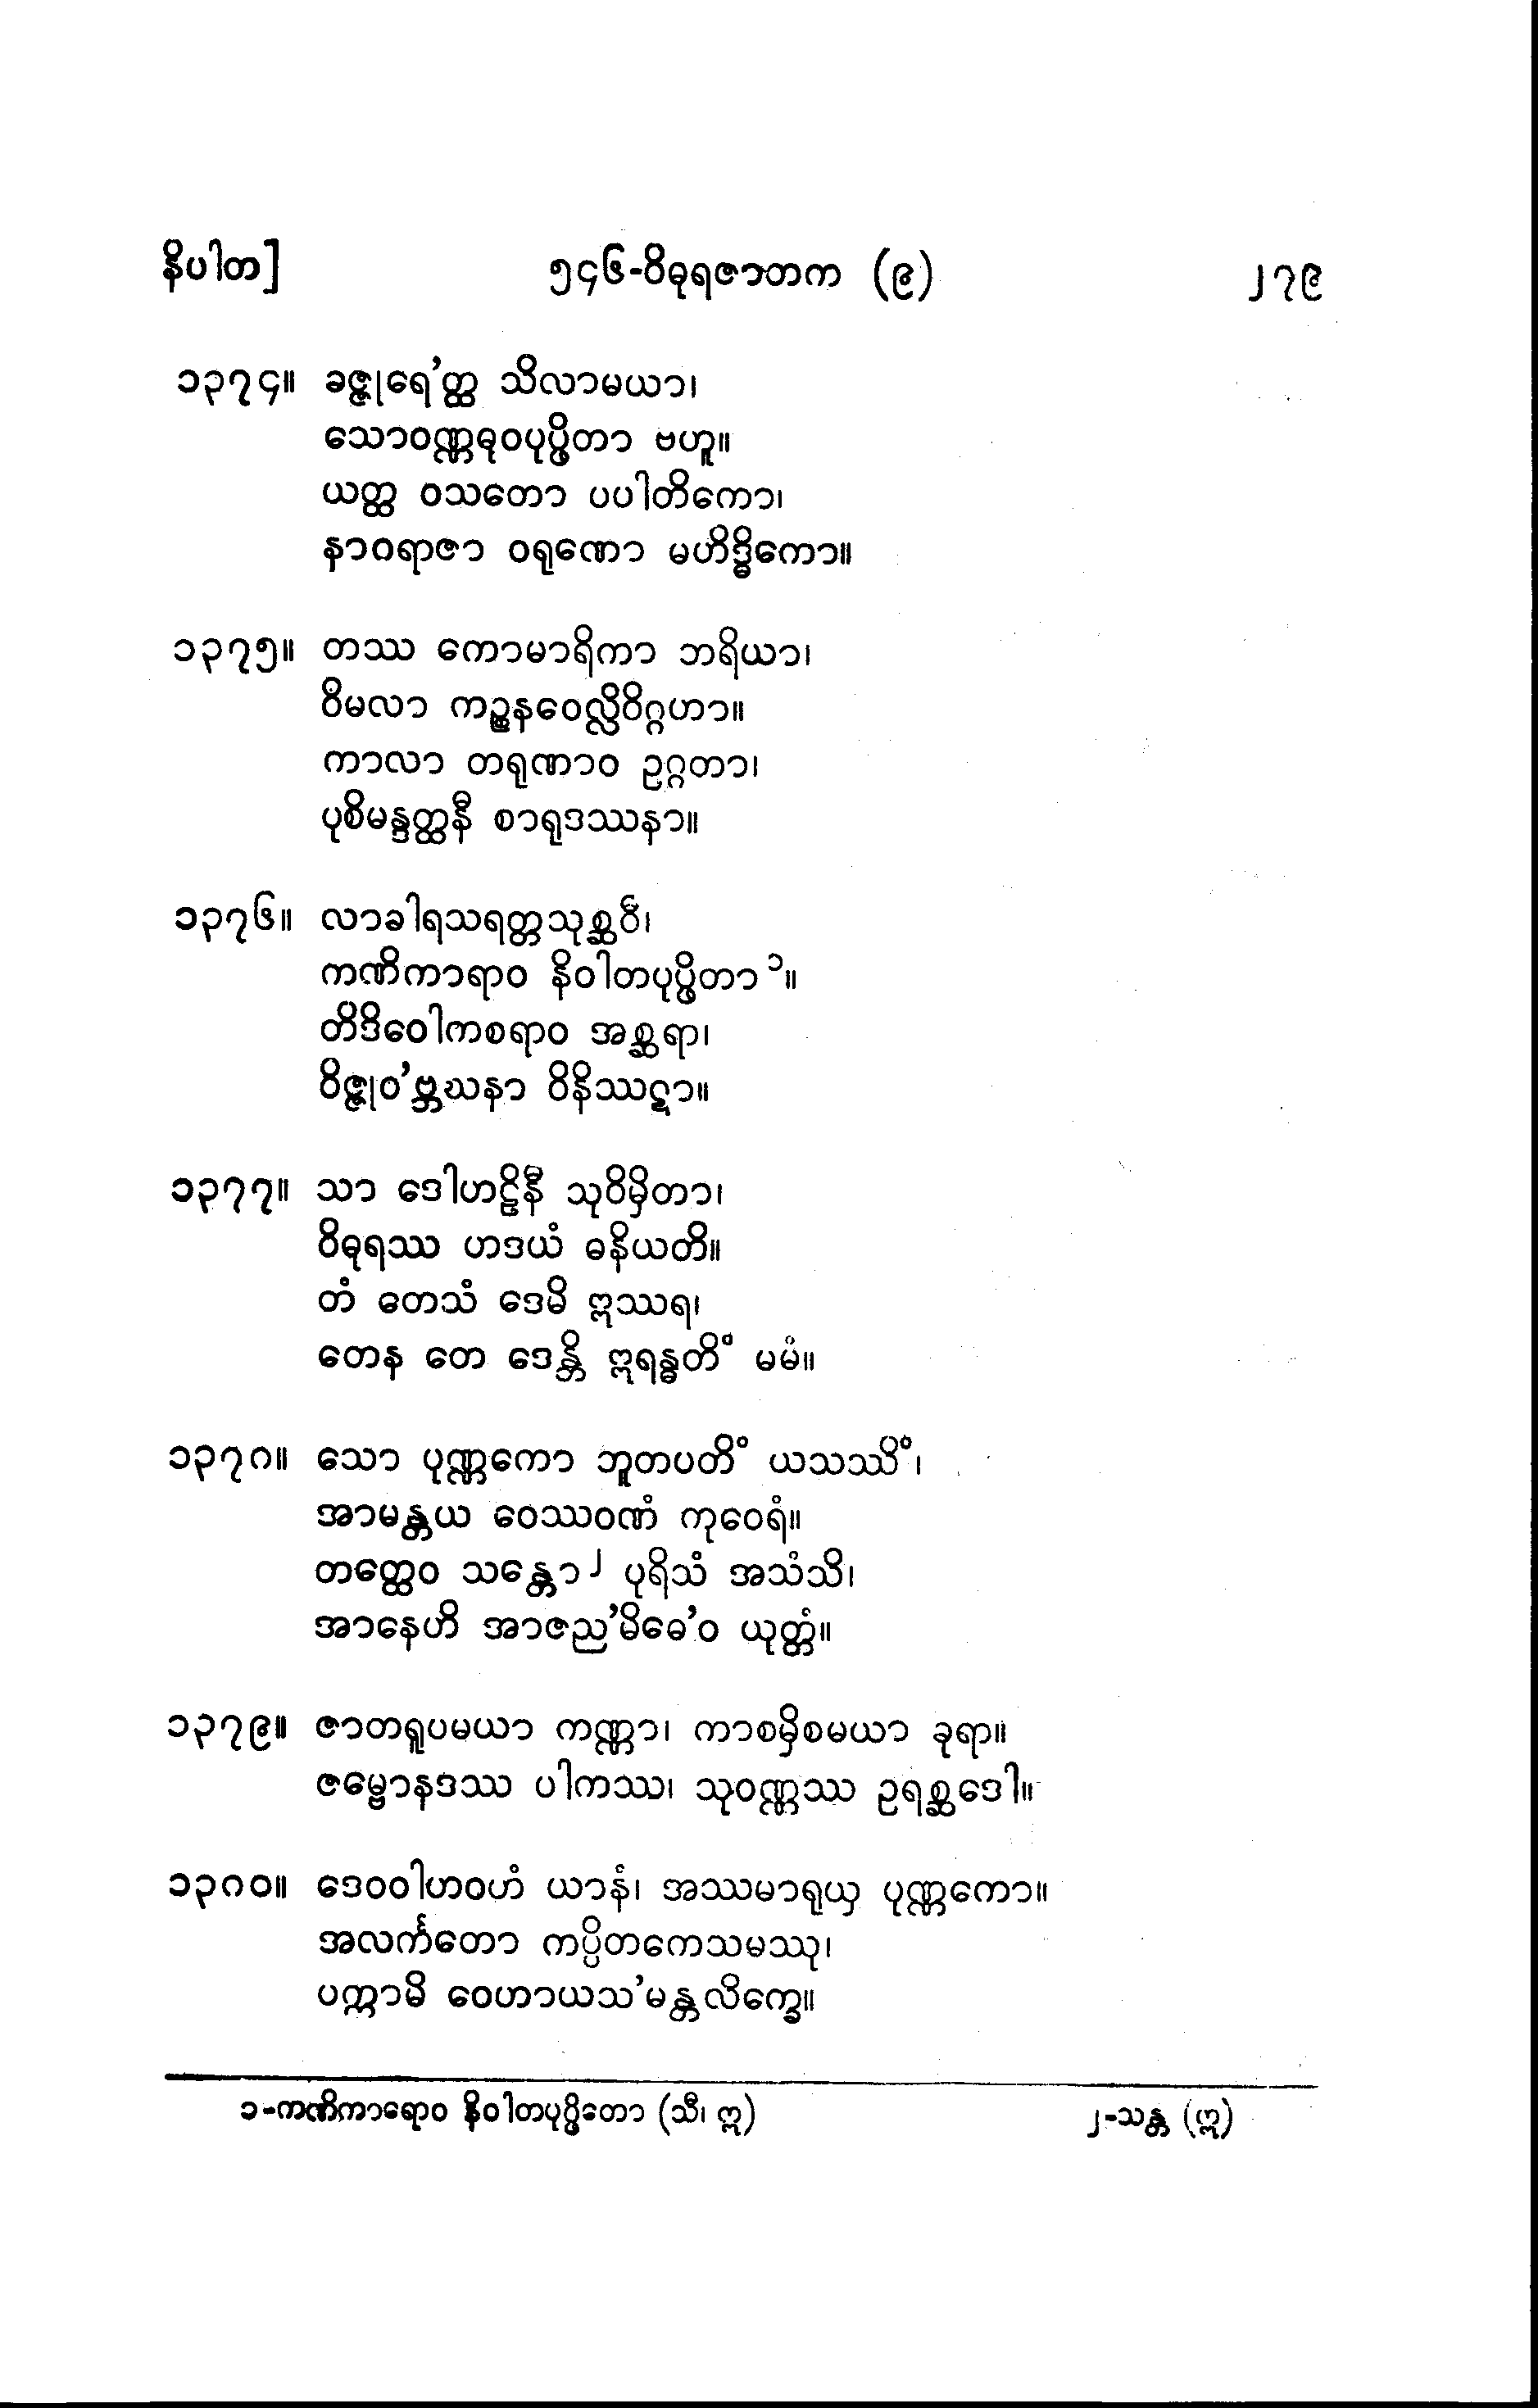 နိပါတ] ၅၄၆-ဝိဓုရဇာတက (၉) ၂၇၉
၁၃၇၄။ ခဇ္ဇုရေ'တ္ထ သိလာမယာ၊
သောဝဏ္ဏဓုဝပုပ္ဖိတာ ဗဟူ။
ယတ္ထ ဝသတော ပပါတိကော၊
နာဝရာဇာ ဝရုဏော မဟိဒ္ဓိကော။
၁၃၇၅။ တဿ ကောမာရိကာ ဘရိယာ၊
ဝိမလာ ကဉ္စနဝေလ္လိဝိဂ္ဂဟာ။
ကာလာ တရုဏာဝ ဥဂ္ဂတာ၊
ပုစိမန္ဒတ္ထနီ စာရုဒဿနာ။
၁၃၇၆။ လာခါရသရတ္တသုစ္ဆဝီ၊
ကဏိကာရာဝ နိဝါတပုပ္ဖိတာ ၁။
တိဒိဝေါကစရာဝ အစ္ဆရာ၊
ဝိဇ္ဇုဝ'ဗ္ဘဃနာ ဝိနိဿဋာ။
၁၃၇၇။ သာ ဒေါဟဠိနီ သုဝိမှိတာ၊
ဝိဓုရဿ ဟဒယံ ဓနိယတိ။
တံ တေသံ ဒေမိ ဣဿရ၊
တေန တေ ဒေန္တိ ဣရန္ဓတိံ မမံ။
၁၃၇၈။ သော ပုဏ္ဏကော ဘူတပတိံ ယသဿိံ၊
အာမန္တယ ဝေဿဝဏံ ကုဝေရံ။
တတ္ထေဝ သန္တော ၂ ပုရိသံ အသံသိ၊
အာနေဟိ အာဇည'မိဓေ'ဝ ယုတ္တံ။
၁၃၇၉။ ဇာတရူပမယာ ကဏ္ဏာ၊ ကာစမှိစမယာ ခုရာ။
ဇမ္ဗောနဒဿ ပါကဿ၊ သုဝဏ္ဏဿ ဥရစ္ဆဒေါ။
၁၃၈၀။ ဒေဝဝါဟဝဟံ ယာနံ၊ အဿမာရုယှ ပုဏ္ဏကော။
အလင်္ကတော ကပ္ပိတကေသမဿု၊
ပက္ကာမိ ဝေဟာယသ'မန္တလိက္ခေ။
၁-ကဏိကာရောဝ နိဝါတပုပ္ဖိတော (သီ၊ ဣ) ၂-သန္တ (ဣ)